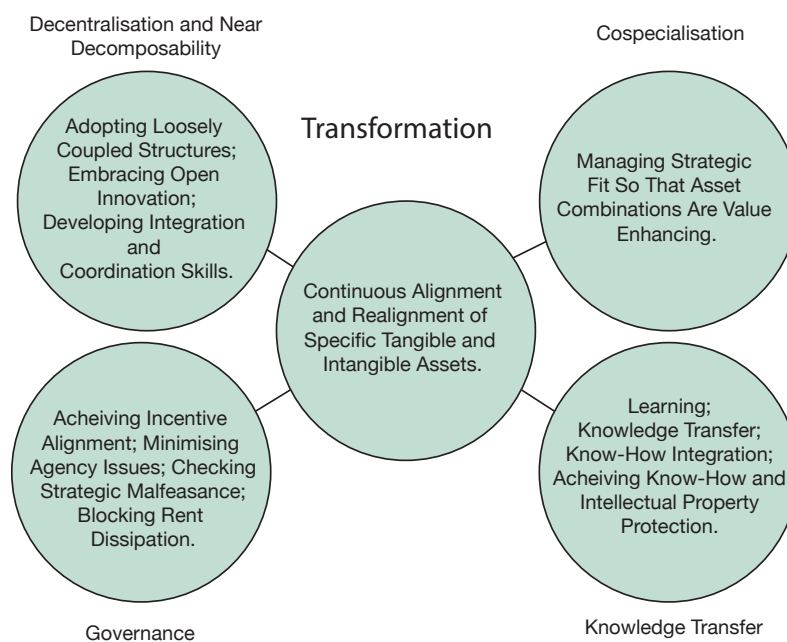 Decentralisation and Near
Decomposability
Adopting Loosely
Coupled Structures;
Embracing Open
Innovation;
Developing Integration
and
Coordination Skills.
Transformation
Cospecialisation
Managing Strategic
Fit So That Asset
Combinations Are Value
Enhancing.
Continuous Alignment
and Realignment of
Specific Tangible and
Intangible Assets.
Acheiving Incentive
Alignment; Minimising
Agency Issues; Checking
Strategic Malfeasance;
Blocking Rent
Dissipation.
Governance
Learning;
Knowledge Transfer;
Know-How Integration;
Acheiving Know-How and
Intellectual Property
Protection.
Knowledge Transfer